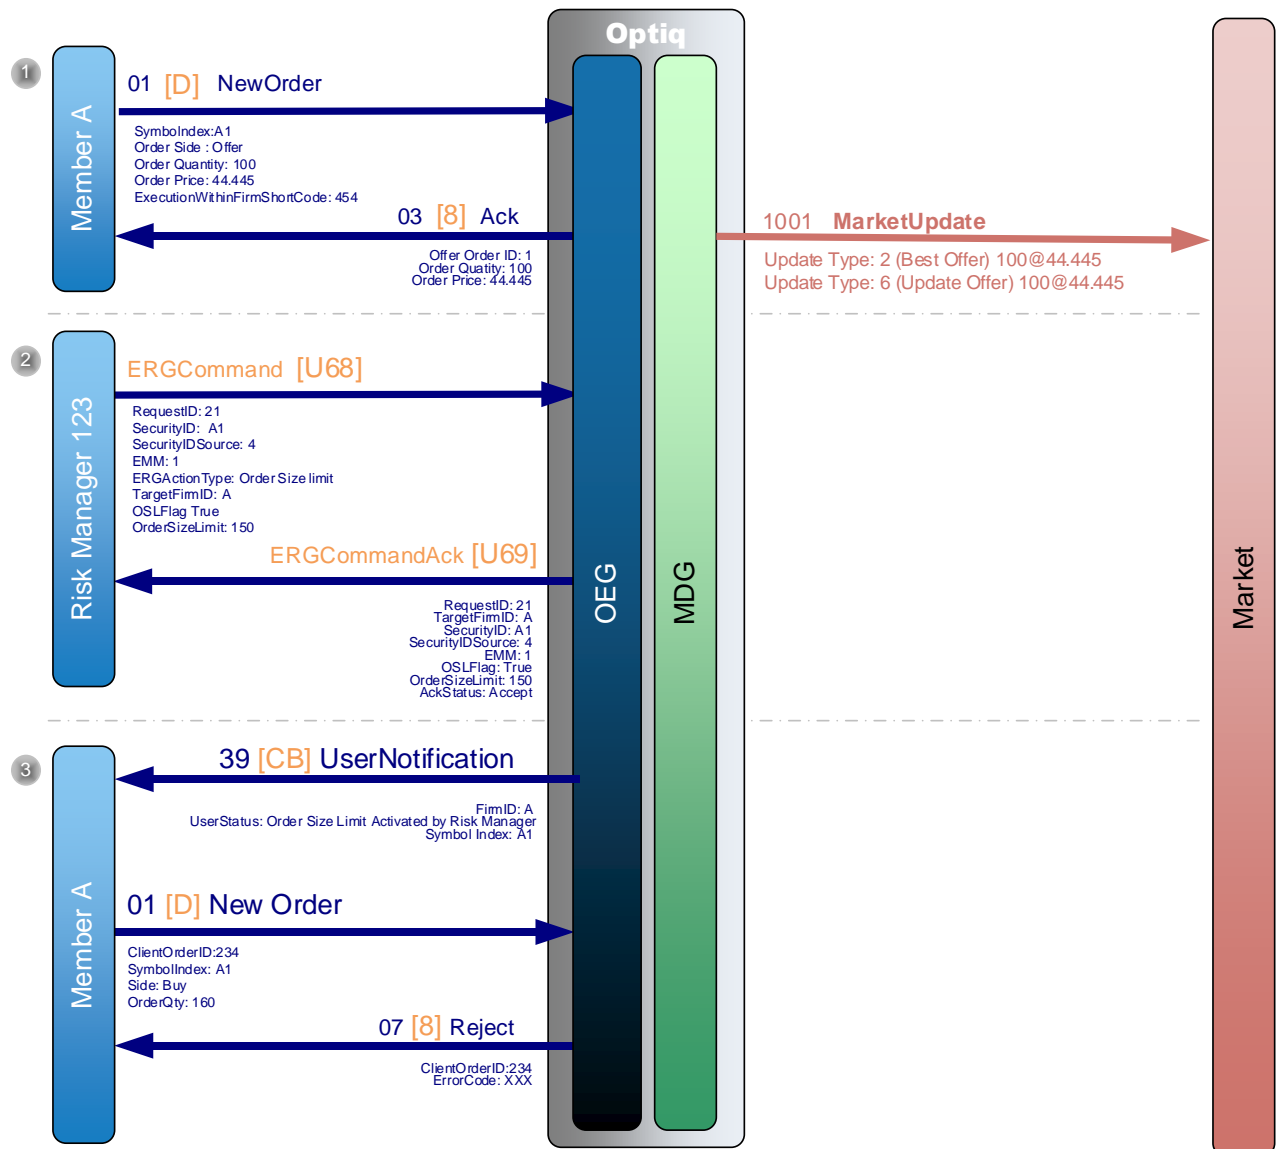 Optiq
1
Member A
01 [D] NewOrder
SymbolIndex:A1
Order Side : Offer
Order Quantity: 100
Order Price: 44.445
ExecutionWithinFirmShortCode: 454
03 [8] Ack
Offer Order ID: 1
Order Quatity: 100
Order Price: 44.445
1001 MarketUpdate
Update Type: 2 (Best Offer) 100@44.445
Update Type: 6 (Update Offer) 100@44.445
2
Risk Manager 123
ERGCommand [U68]
RequestID: 21
SecurityID: A1
SecurityIDSource: 4
EMM: 1
ERGActionType: Order Size limit
TargetFirmID: A
OSLFlag True
OrderSizeLimit: 150
ERGCommandAck [U69]
RequestID: 21
TargetFirmID: A
SecurityID: A1
SecurityIDSource: 4
EMM: 1
OSLFlag: True
OrderSizeLimit: 150
AckStatus: Accept
OEG
MDG
Market
3
Member A
39 [CB] UserNotification
FirmID: A
UserStatus: Order Size Limit Activated by Risk Manager
Symbol Index: A1
01 [D] New Order
ClientOrderID:234
SymbolIndex: A1
Side: Buy
OrderQty: 160
07 [8] Reject
ClientOrderID:234
ErrorCode: XXX